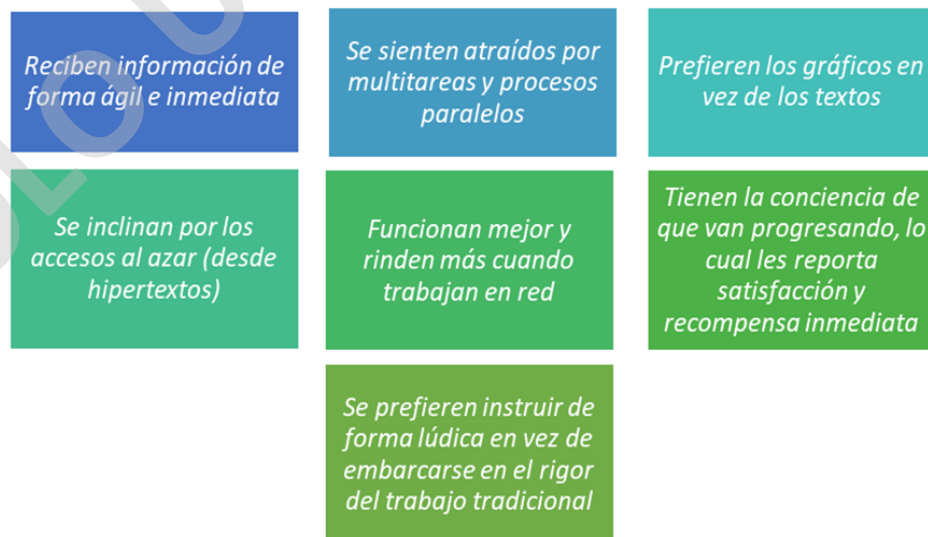 Reciben información de
forma ágil e inmediata
Se sienten atraídos por
multitareas y procesos
paralelos
Prefieren los gráficos en
vez de los textos
Se inclinan por los
accesos al azar (desde
hipertextos)
Funcionan mejor y
rinden más cuando
trabajan en red
Tienen la conciencia de
que van progresando, lo
cual les reporta
satisfacción y
recompensa inmediata
Se prefieren instruir de
forma lúdica en vez de
embarcarse en el rigor
del trabajo tradicional